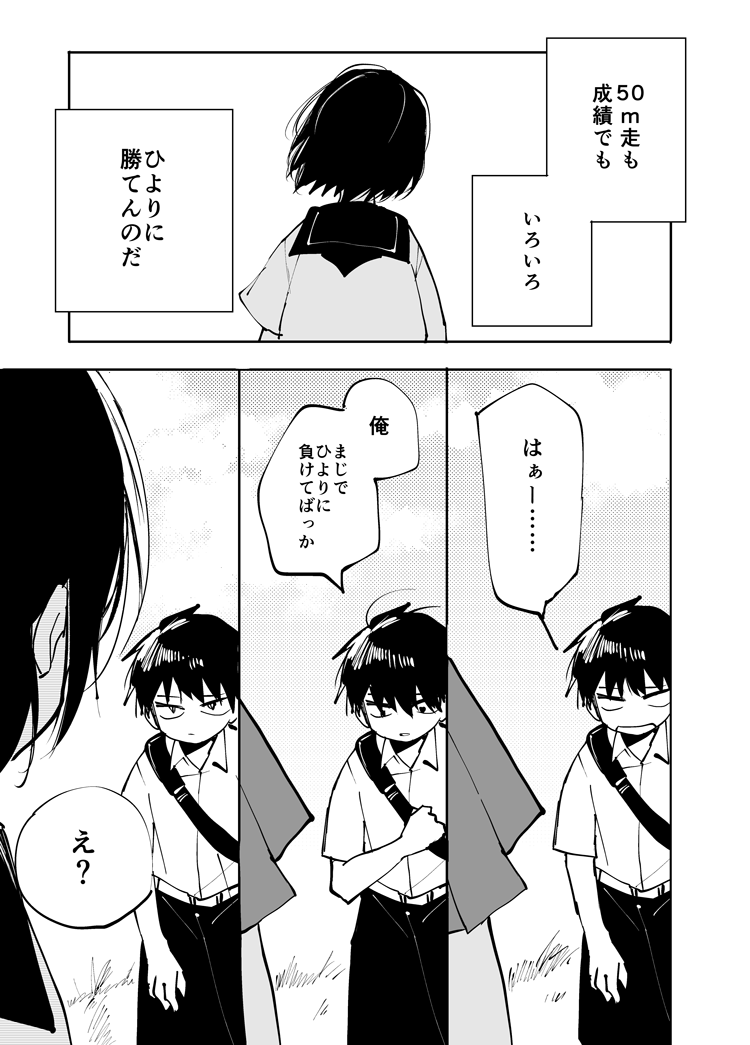 50m走も
成績でも
いろいろ
ひよりに
勝てんのだ
はぁー……
俺
まじで
ひよりに
負けてばっか
え？